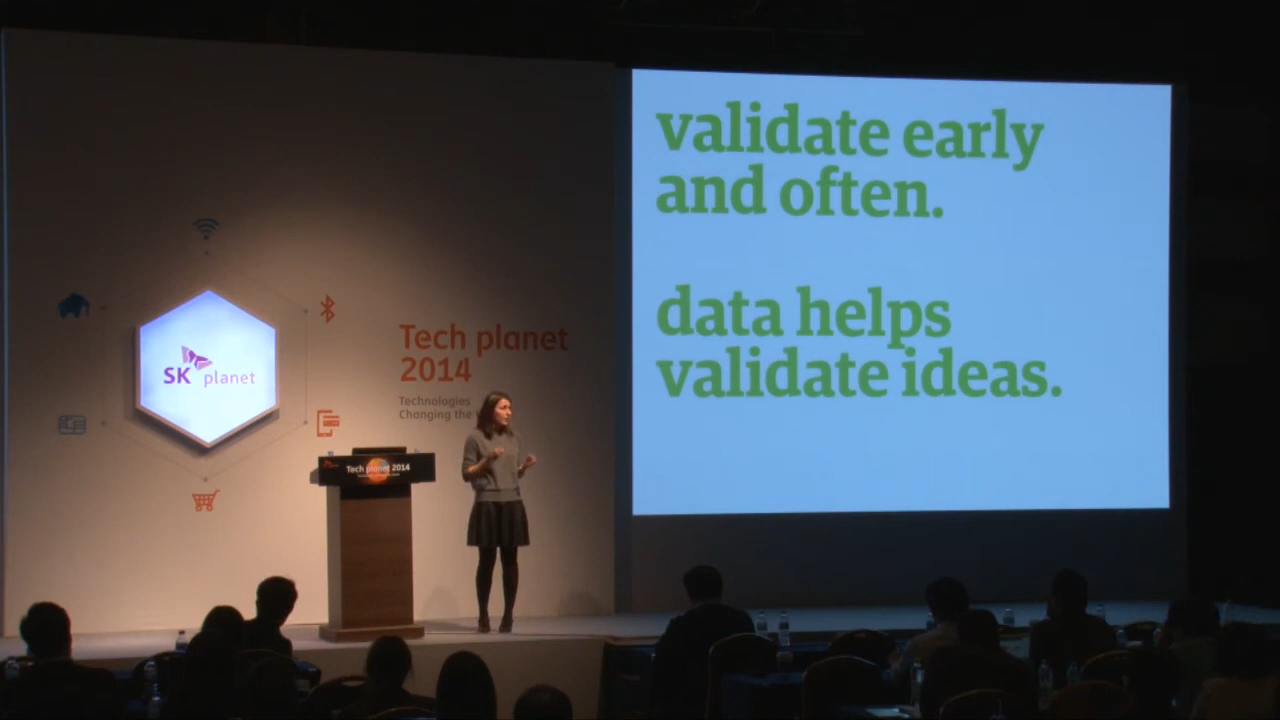 validate early
and often.
data helps
validate ideas.
SK planet
Tech planet
2014
Technologies
Changing the
Tech planet 2014